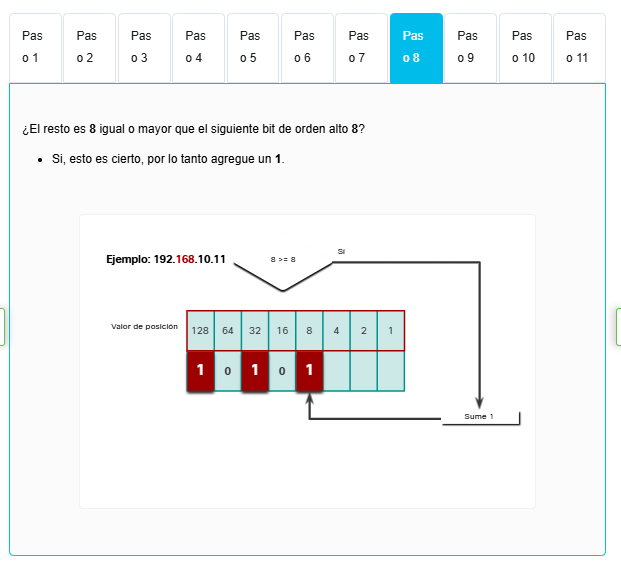 Pas Pas Pas Pas Pas Pas Pas Pas Pas Pas Pas
o 1 o 2 o 3 o 4 o 5 o 6 o 7 o 8 o 9 o 10 o 11
¿El resto es 8 igual o mayor que el siguiente bit de orden alto 8?
• Si, esto es cierto, por lo tanto agregue un 1.
Sí
Ejemplo: 192.168.10.11 8 >= 8
Valor de posición 128 64 32 16 8 4 2 1
1 0 1 0 1
Sume 1